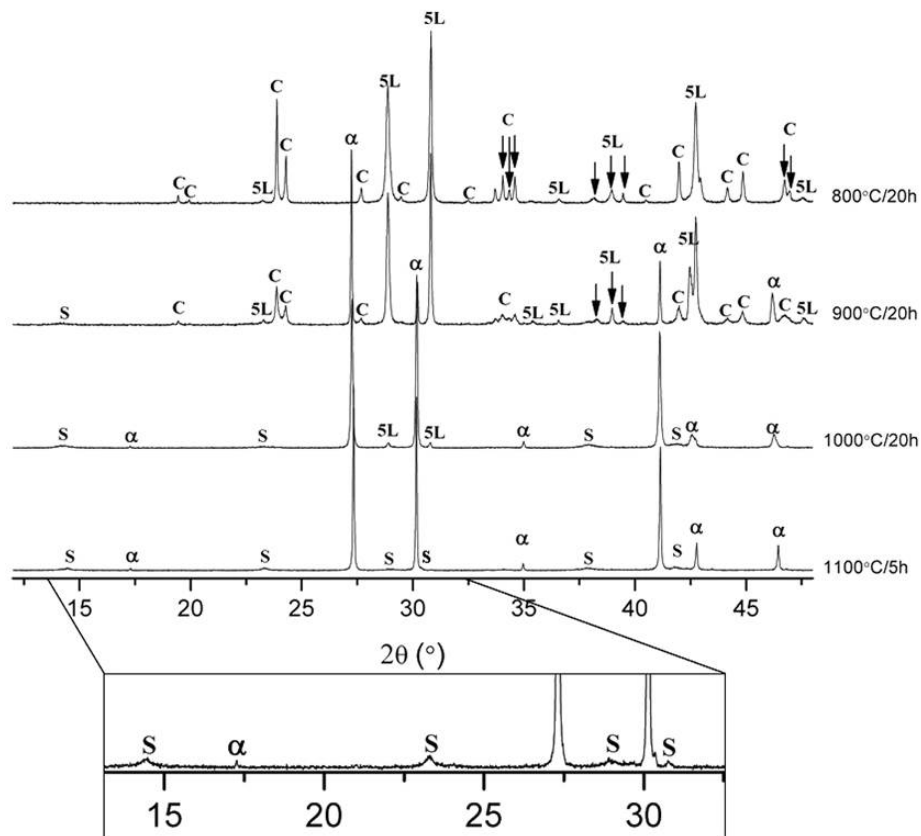 5L
C 5L 5L
C α C C C
C C 5L C C 5L C 5L C C C 5L 800°C/20h
α α
C C 5L 5L α
S C 5L C C 5L 5L C C C C 5L 900°C/20h
S α S 5L 5L α S S α α 1000°C/20h
S α S S S α S S α α 1100°C/5h
15 20 25 30 35 40 45
2θ (°)
S α S S S
15 20 25 30